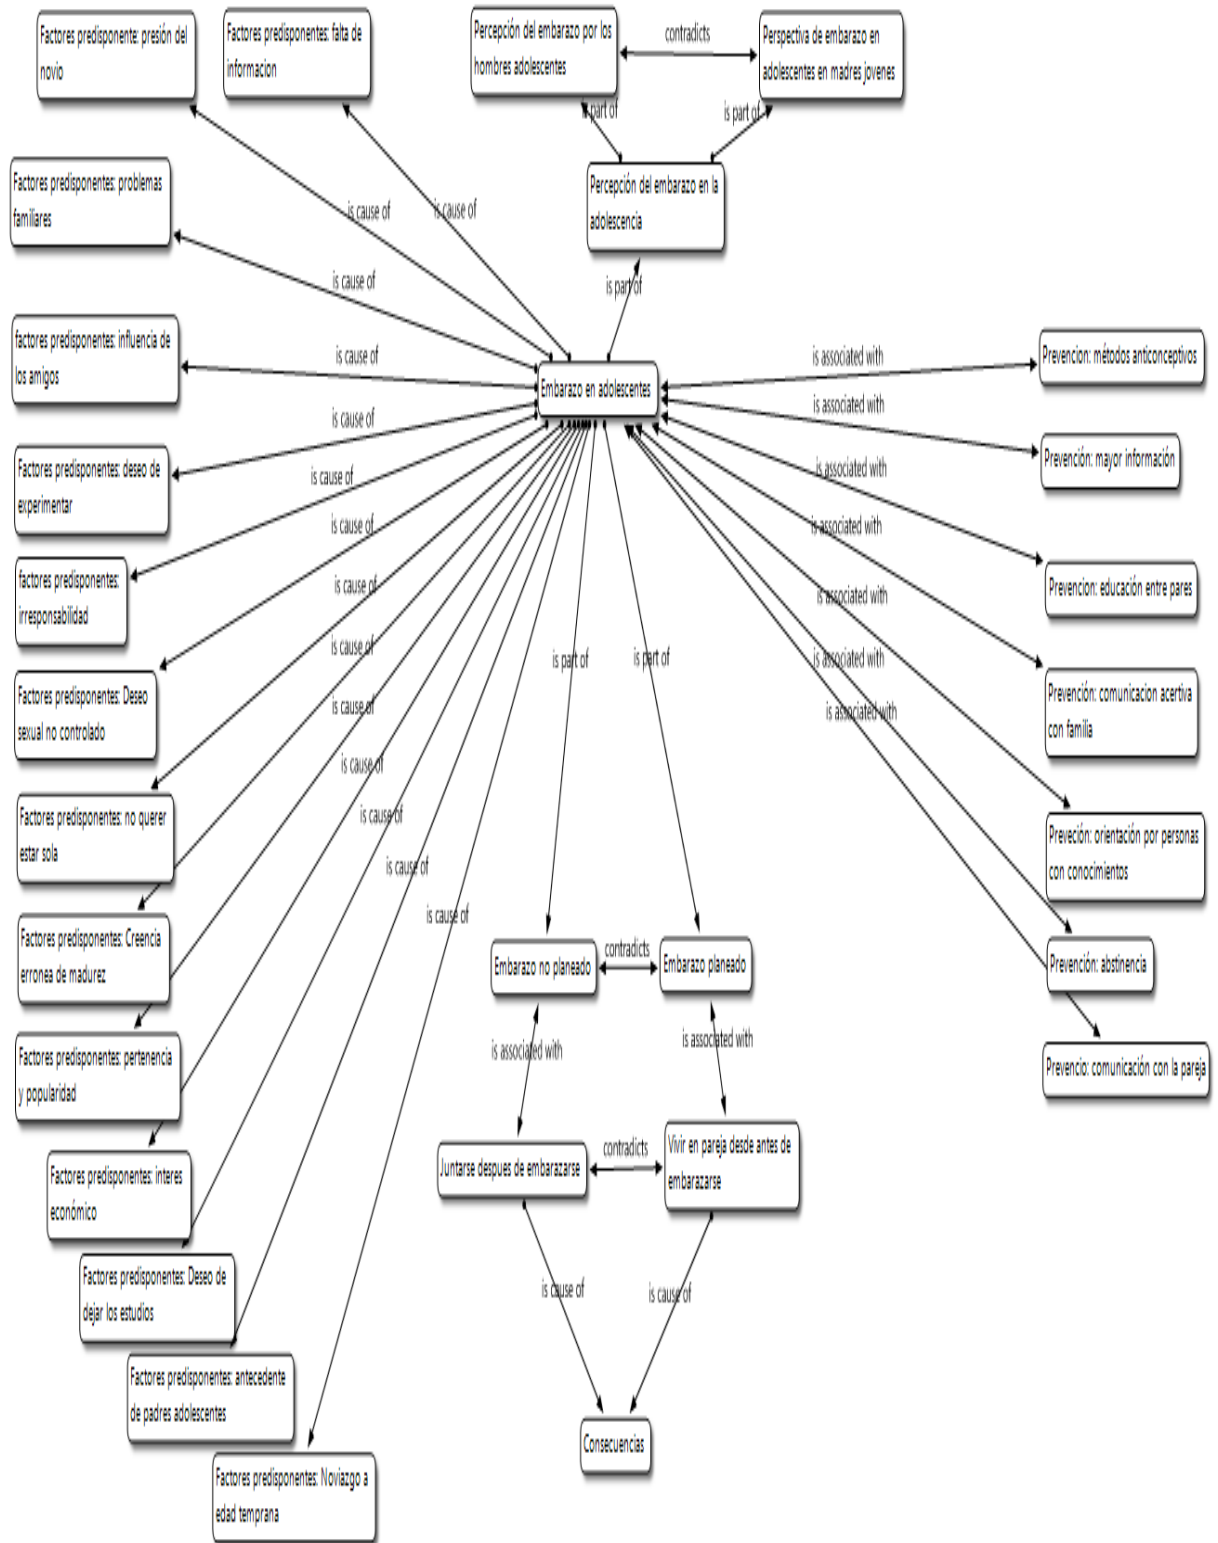 Factores predisponente: presión del
novio
Factores predisponentes: falta de
informacion
Percepción del embarazo por los
hombres adolescentes
contradicts
Perspectiva de embarazo en
adolescentes en madres jovenes
is part of
is part of
Percepción del embarazo en la
adolescencia
is part of
Factores predisponentes: problemas
familiares
is cause of
is cause of
is cause of
factores predisponentes: influencia de
los amigos
is cause of
Embarazo en adolescentes
is associated with
Prevencion: métodos anticonceptivos
is associated with
Prevención: mayor información
is cause of
Factores predisponentes: deseo de
experimentar
is cause of
is associated with
is cause of
is associated with
factores predisponentes:
irresponsabilidad
Prevencion: educación entre pares
is cause of
is associated with
is cause of
is part of
is part of
is associated with
Factores predisponentes: Deseo
sexual no controlado
Prevención: comunicacion acertiva
con familia
is cause of
is associated with
is cause of
Factores predisponentes: no querer
estar sola
is cause of
Preveción: orientación por personas
con conocimientos
is cause of
is cause of
Factores predisponentes: Creencia
erronea de madurez
Embarazo no planeado
contradicts
Embarazo planeado
Prevención: abstinencia
is associated with
is associated with
Factores predisponentes: pertenencia
y popularidad
Prevencio: comunicación con la pareja
Juntarse despues de embarazarse
contradicts
Vivir en pareja desde antes de
embarazarse
Factores predisponentes: interes
económico
Factores predisponentes: Deseo de
dejar los estudios
is cause of
is cause of
Factores predisponentes: antecedente
de padres adolescentes
Consecuencias
Factores predisponentes: Noviazgo a
edad temprana